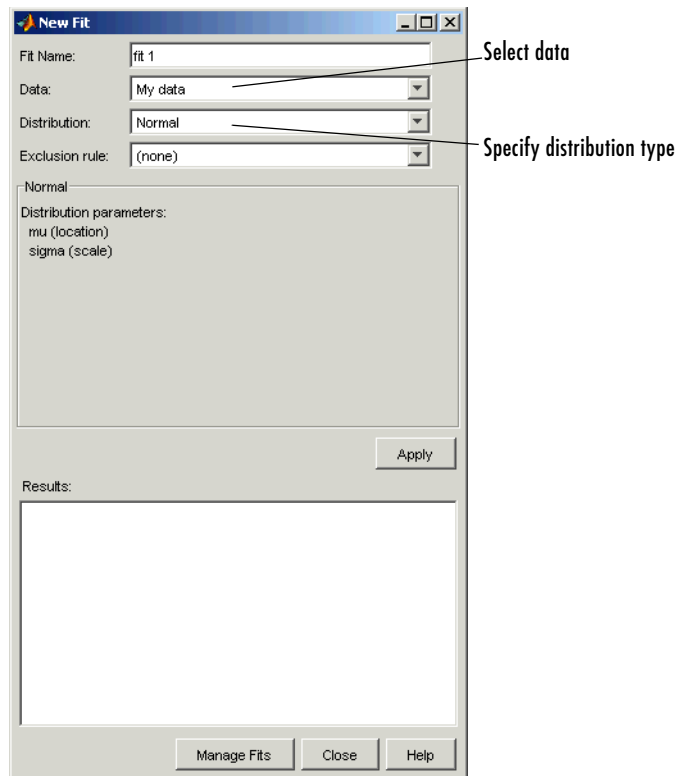 New Fit
Fit Name: fit 1
Select data
Data: My data
Distribution: Normal
Specify distribution type
Exclusion rule: (none)
Normal
Distribution parameters:
mu (location)
sigma (scale)
Apply
Results:
Manage Fits Close Help